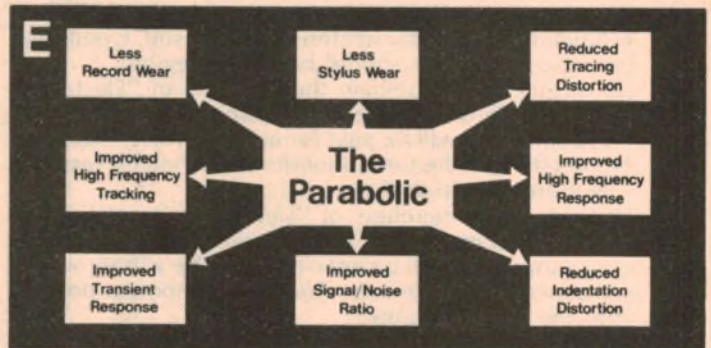 E
Less
Record Wear
Less
Stylus Wear
Reduced
Tracing
Distortion
Improved
High Frequency
Tracking
The
Parabolic
Improved
High Frequency
Response
Improved
Transient
Response
Improved
Signal/Noise
Ratio
Reduced
Indentation
Distortion